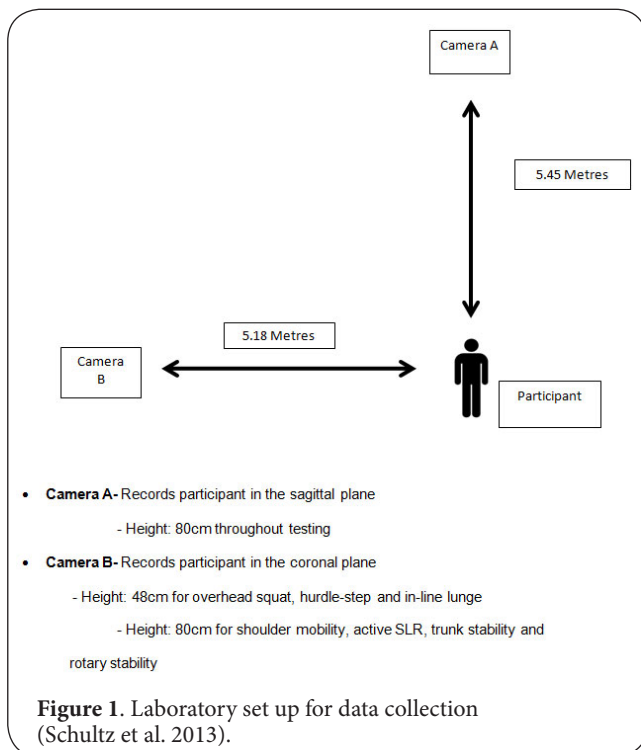 Camera A
5.45 Metres
5.18 Metres
Camera
B
Participant
• Camera A- Records participant in the sagittal plane
- Height: 80cm throughout testing
• Camera B- Records participant in the coronal plane
- Height: 48cm for overhead squat, hurdle-step and in-line lunge
- Height: 80cm for shoulder mobility, active SLR, trunk stability and
rotary stability
Figure 1. Laboratory set up for data collection
(Schultz et al. 2013).